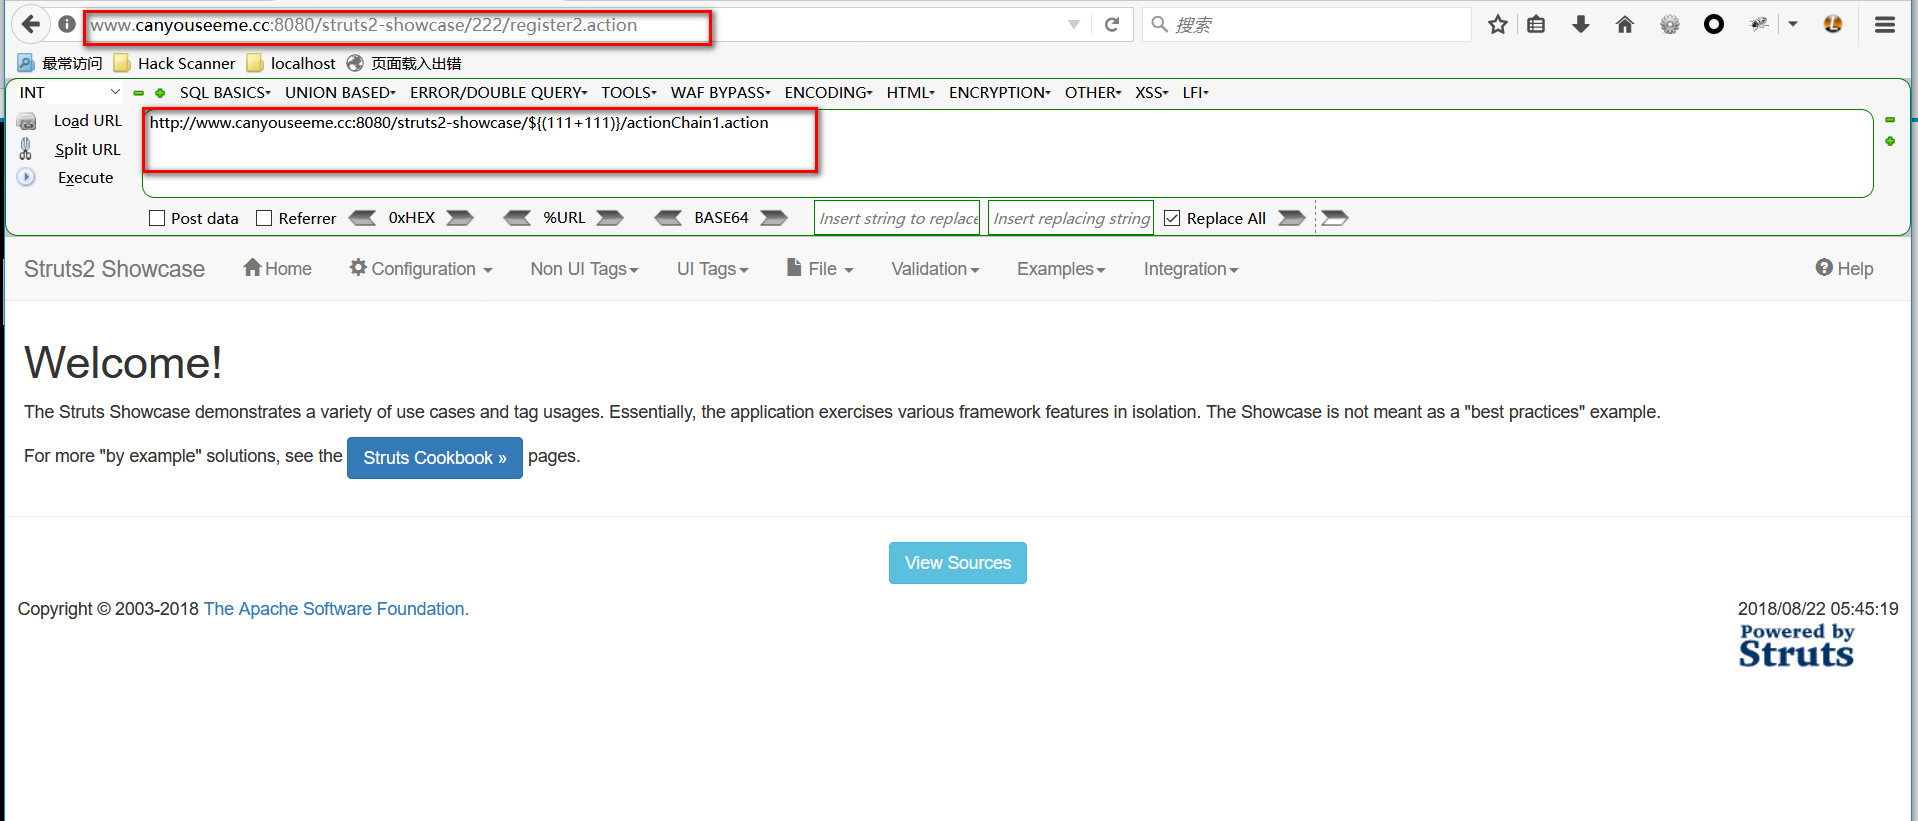 www.canyouseeme.cc:8080/struts2-showcase/222/register2.action 搜索
最常访问 Hack Scanner localhost 页面载入出错
INT SQL BASICS UNION BASED ERROR/DOUBLE QUERY TOOLS WAF BYPASS ENCODING HTML ENCRYPTION OTHER XSS LFI
Load URL http://www.canyouseeme.cc:8080/struts2-showcase/${(111+111)}/actionChain1.action
Split URL
Execute
Post data Referrer 0xHEX %URL BASE64 Insert string to replace Insert replacing string Replace All
Struts2 Showcase Home Configuration Non UI Tags UI Tags File Validation Examples Integration Help
Welcome!
The Struts Showcase demonstrates a variety of use cases and tag usages. Essentially, the application exercises various framework features in isolation. The Showcase is not meant as a "best practices" example.
For more "by example" solutions, see the Struts Cookbook » pages.
View Sources
Copyright © 2003-2018 The Apache Software Foundation. 2018/08/22 05:45:19
Powered by
Struts